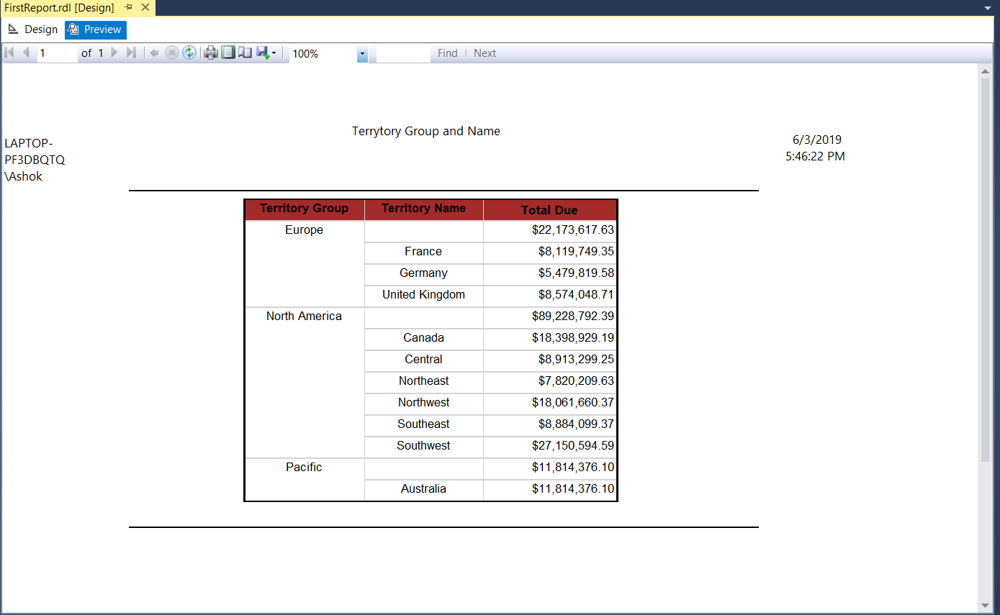 FirstReport.rdl [Design]
Design Preview
1 of 1 100% Find Next
Terrytory Group and Name
LAPTOP-
PF3DBQTQ
\Ashok
6/3/2019
5:46:22 PM
Territory Group Territory Name Total Due
Europe $22,173,617.63
France $8,119,749.35
Germany $5,479,819.58
United Kingdom $8,574,048.71
North America $89,228,792.39
Canada $18,398,929.19
Central $8,913,299.25
Northeast $7,820,209.63
Northwest $18,061,660.37
Southeast $8,884,099.37
Southwest $27,150,594.59
Pacific $11,814,376.10
Australia $11,814,376.10